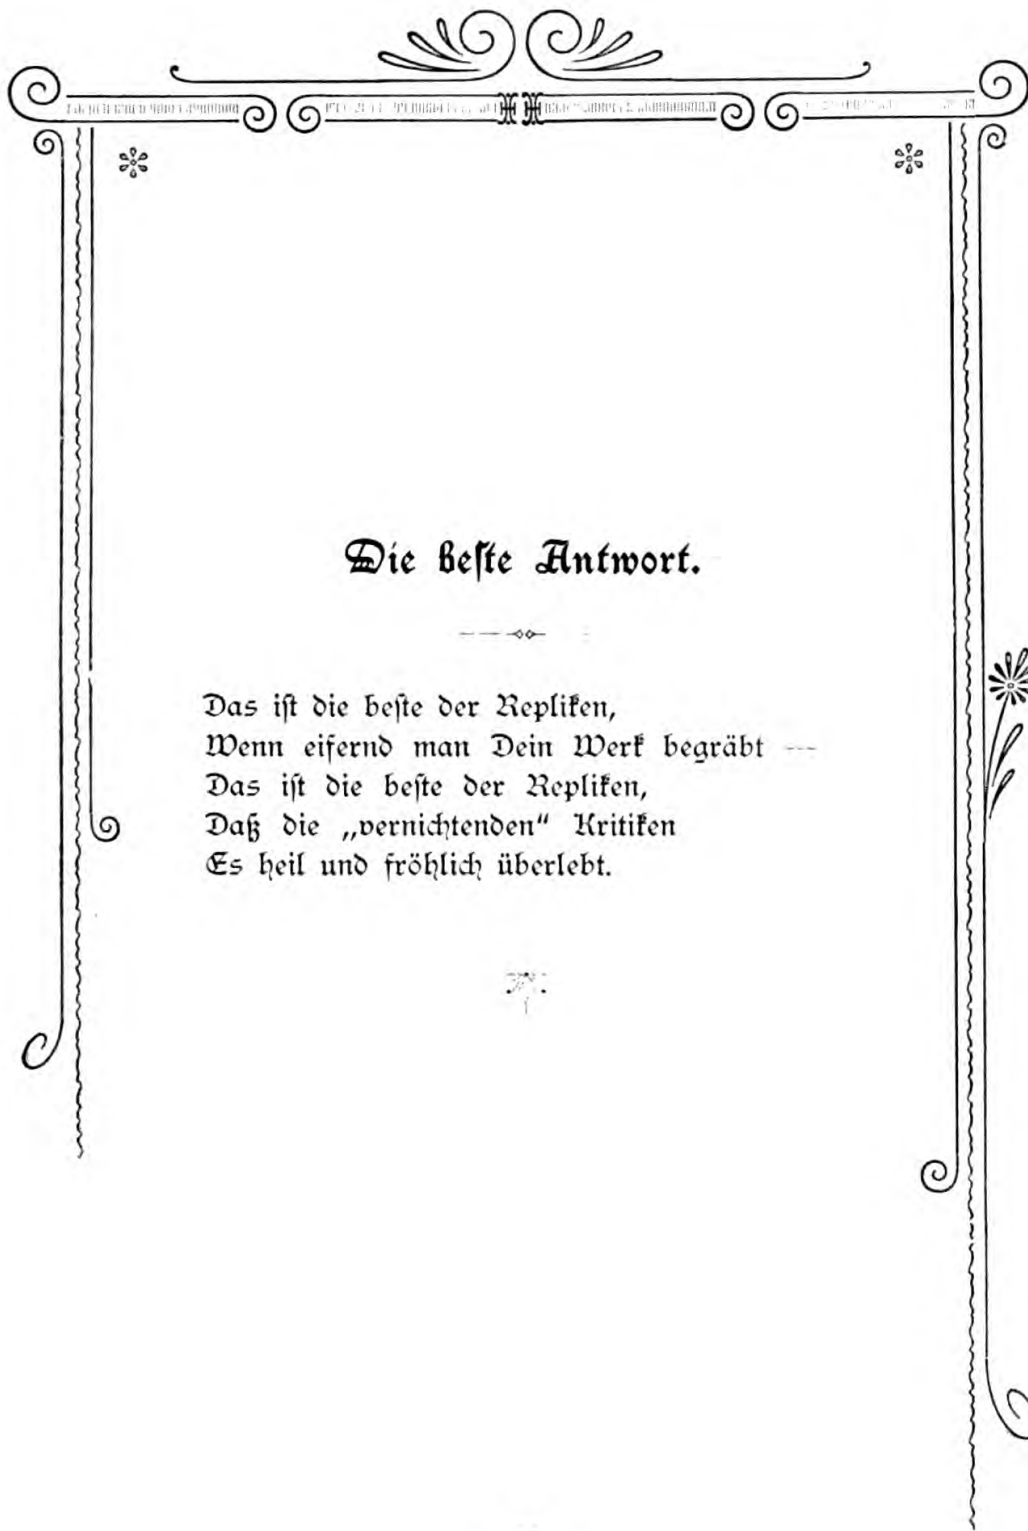 Die beste Antwort.
Das ist die beste der Repliken,
Wenn eifernd man Dein Werk begräbt —
Das ist die beste der Repliken,
Daß die „vernichtenden“ Kritiken
Es heil und fröhlich überlebt.